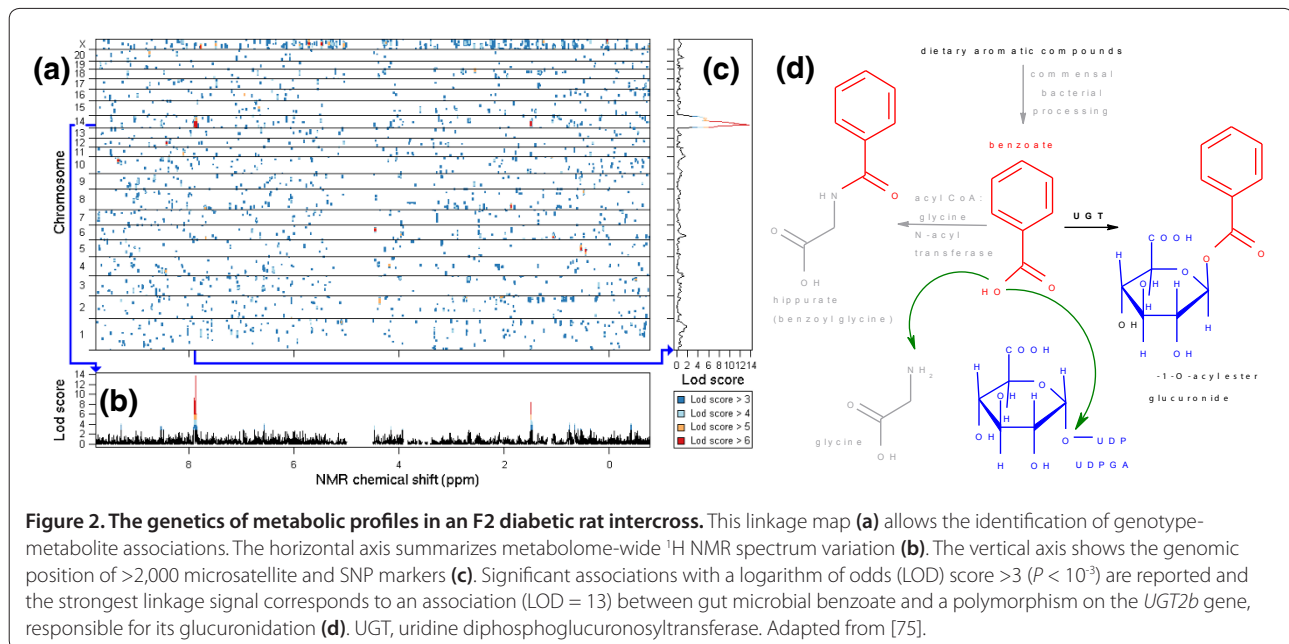 (a)
X
20
19
18
17
16
15
14
13
12
11
10
9
8
7
6
5
4
3
2
1
Chromosome
8
6
4
2
0
(c)
0 2 4 6 8 10 12 14
Lod score
Lod score > 3
Lod score > 4
Lod score > 5
Lod score > 6
(b)
14
12
10
8
6
4
2
0
Lod score
8
6
4
2
0
NMR chemical shift (ppm)
(d)
dietary aromatic compounds
commensal
bacterial
processing
benzoate
O
HN
O
OH
hippurate
(benzoyl glycine)
acyl CoA:
glycine
N-acyl
transferase
HO
O
UGT
O
O
COOH
H
H
O
H
OH
H
H
OH
OH
H
-1-O-acylester
glucuronide
NH2
O
OH
glycine
COOH
H
H
O
H
OH
H
H
OH
OH
H
O
UDP
UDPGA
Figure 2. The genetics of metabolic profiles in an F2 diabetic rat intercross. This linkage map (a) allows the identification of genotype-
metabolite associations. The horizontal axis summarizes metabolome-wide ¹H NMR spectrum variation (b). The vertical axis shows the genomic
position of >2,000 microsatellite and SNP markers (c). Significant associations with a logarithm of odds (LOD) score >3 (P < 10⁻³) are reported and
the strongest linkage signal corresponds to an association (LOD = 13) between gut microbial benzoate and a polymorphism on the UGT2b gene,
responsible for its glucuronidation (d). UGT, uridine diphosphoglucuronosyltransferase. Adapted from [75].